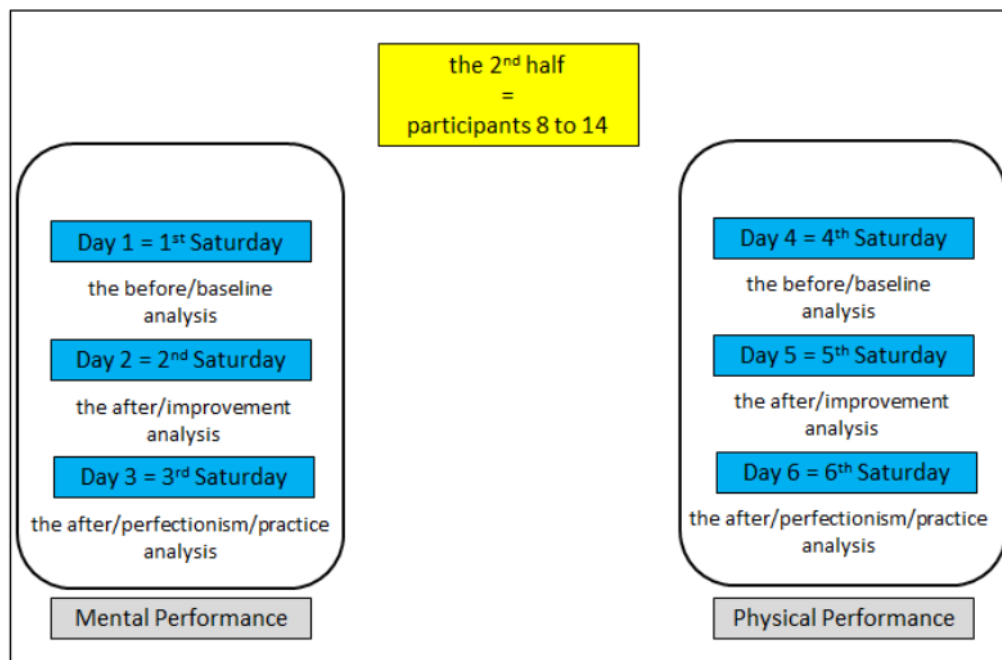 the 2nd half
=
participants 8 to 14
Day 1 = 1st Saturday
the before/baseline
analysis
Day 2 = 2nd Saturday
the after/improvement
analysis
Day 3 = 3rd Saturday
the after/perfectionism/practice
analysis
Mental Performance
Day 4 = 4th Saturday
the before/baseline
analysis
Day 5 = 5th Saturday
the after/improvement
analysis
Day 6 = 6th Saturday
the after/perfectionism/practice
analysis
Physical Performance